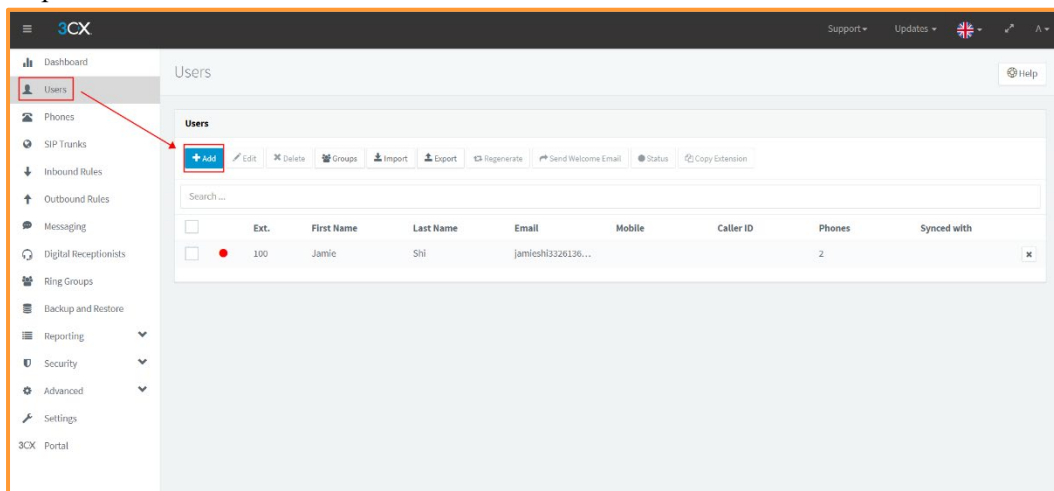 3CX
Support
Updates
Dashboard
Users
Phones
SIP Trunks
Inbound Rules
Outbound Rules
Messaging
Digital Receptionists
Ring Groups
Backup and Restore
Reporting
Security
Advanced
Settings
3CX Portal
Users
Help
Users
Add Edit Delete Groups Import Export Regenerate Send Welcome Email Status Copy Extension
Search ...
Ext. First Name Last Name Email Mobile Caller ID Phones Synced with
100 Jamie Shi jamieshi3326136... 2